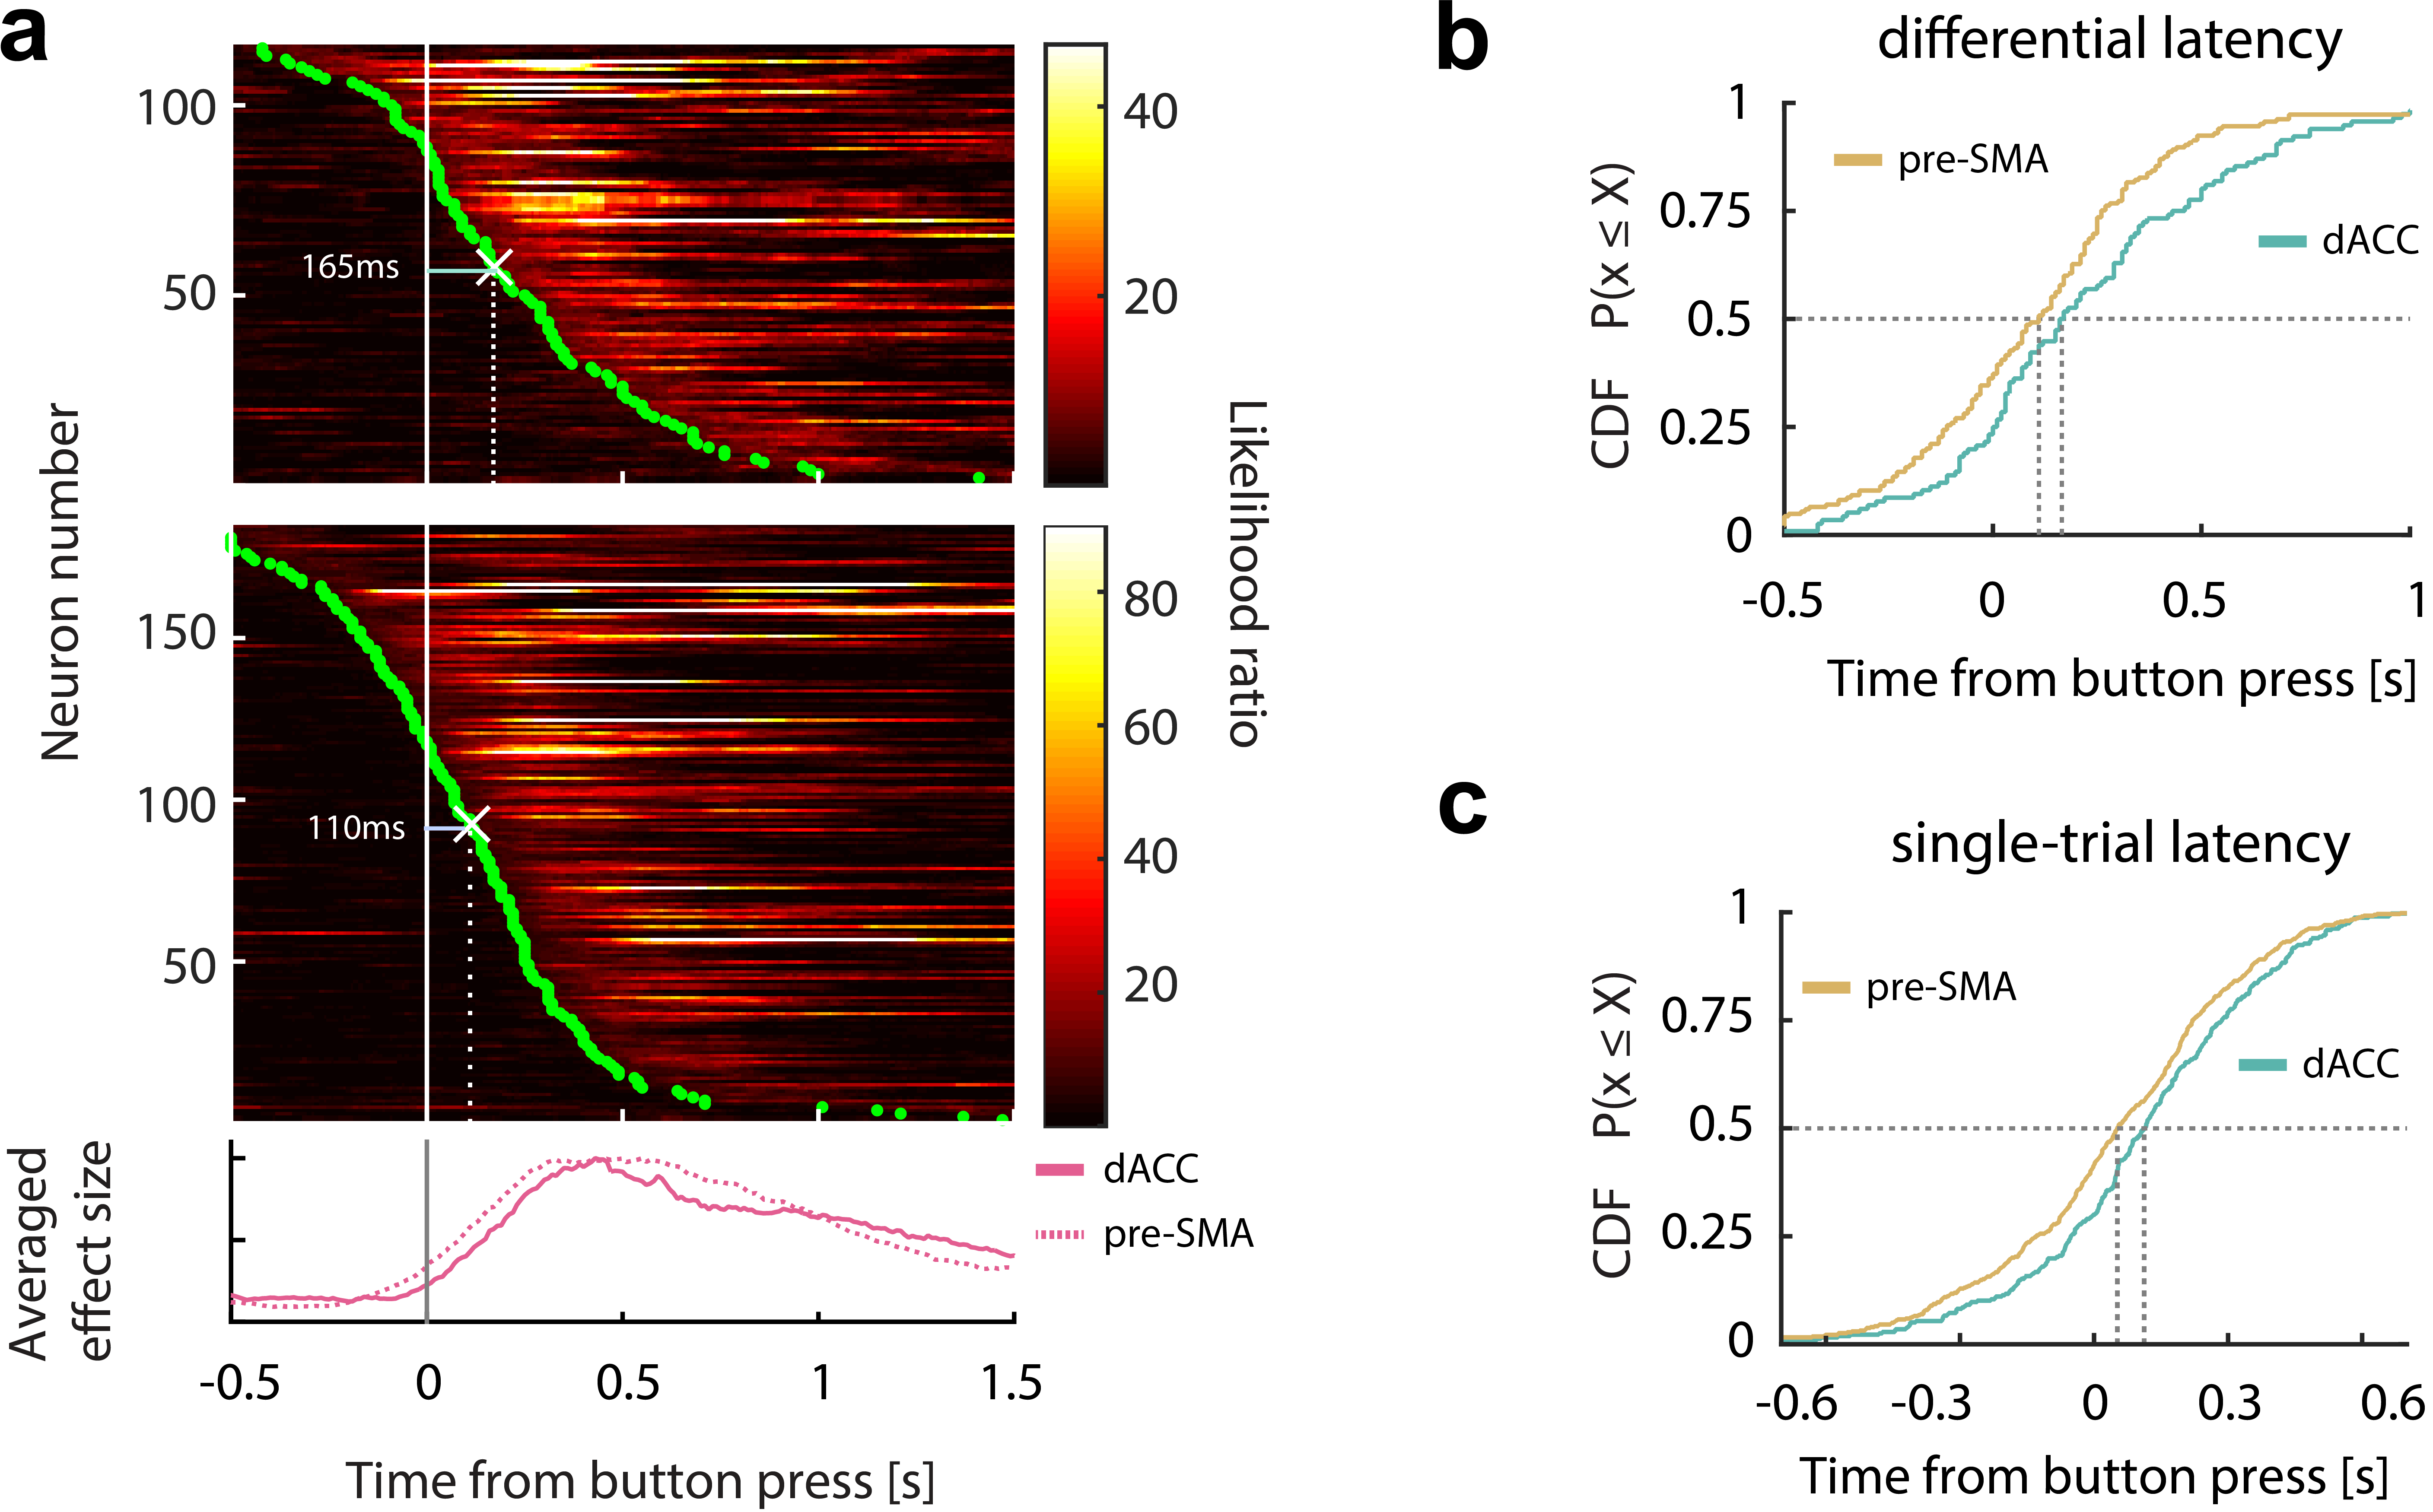 a
100
50
165ms
40
20
Neuron number
150
100
50
110ms
80
60
40
20
Likelihood ratio
Averaged
effect size
dACC
pre-SMA
-0.5
0
0.5
1
1.5
Time from button press [s]
b
differential latency
1
0.75
0.5
0.25
0
CDF P(x ≤ X)
pre-SMA
dACC
-0.5
0
0.5
1
Time from button press [s]
c
single-trial latency
1
0.75
0.5
0.25
0
CDF P(x ≤ X)
pre-SMA
dACC
-0.6
-0.3
0
0.3
0.6
Time from button press [s]